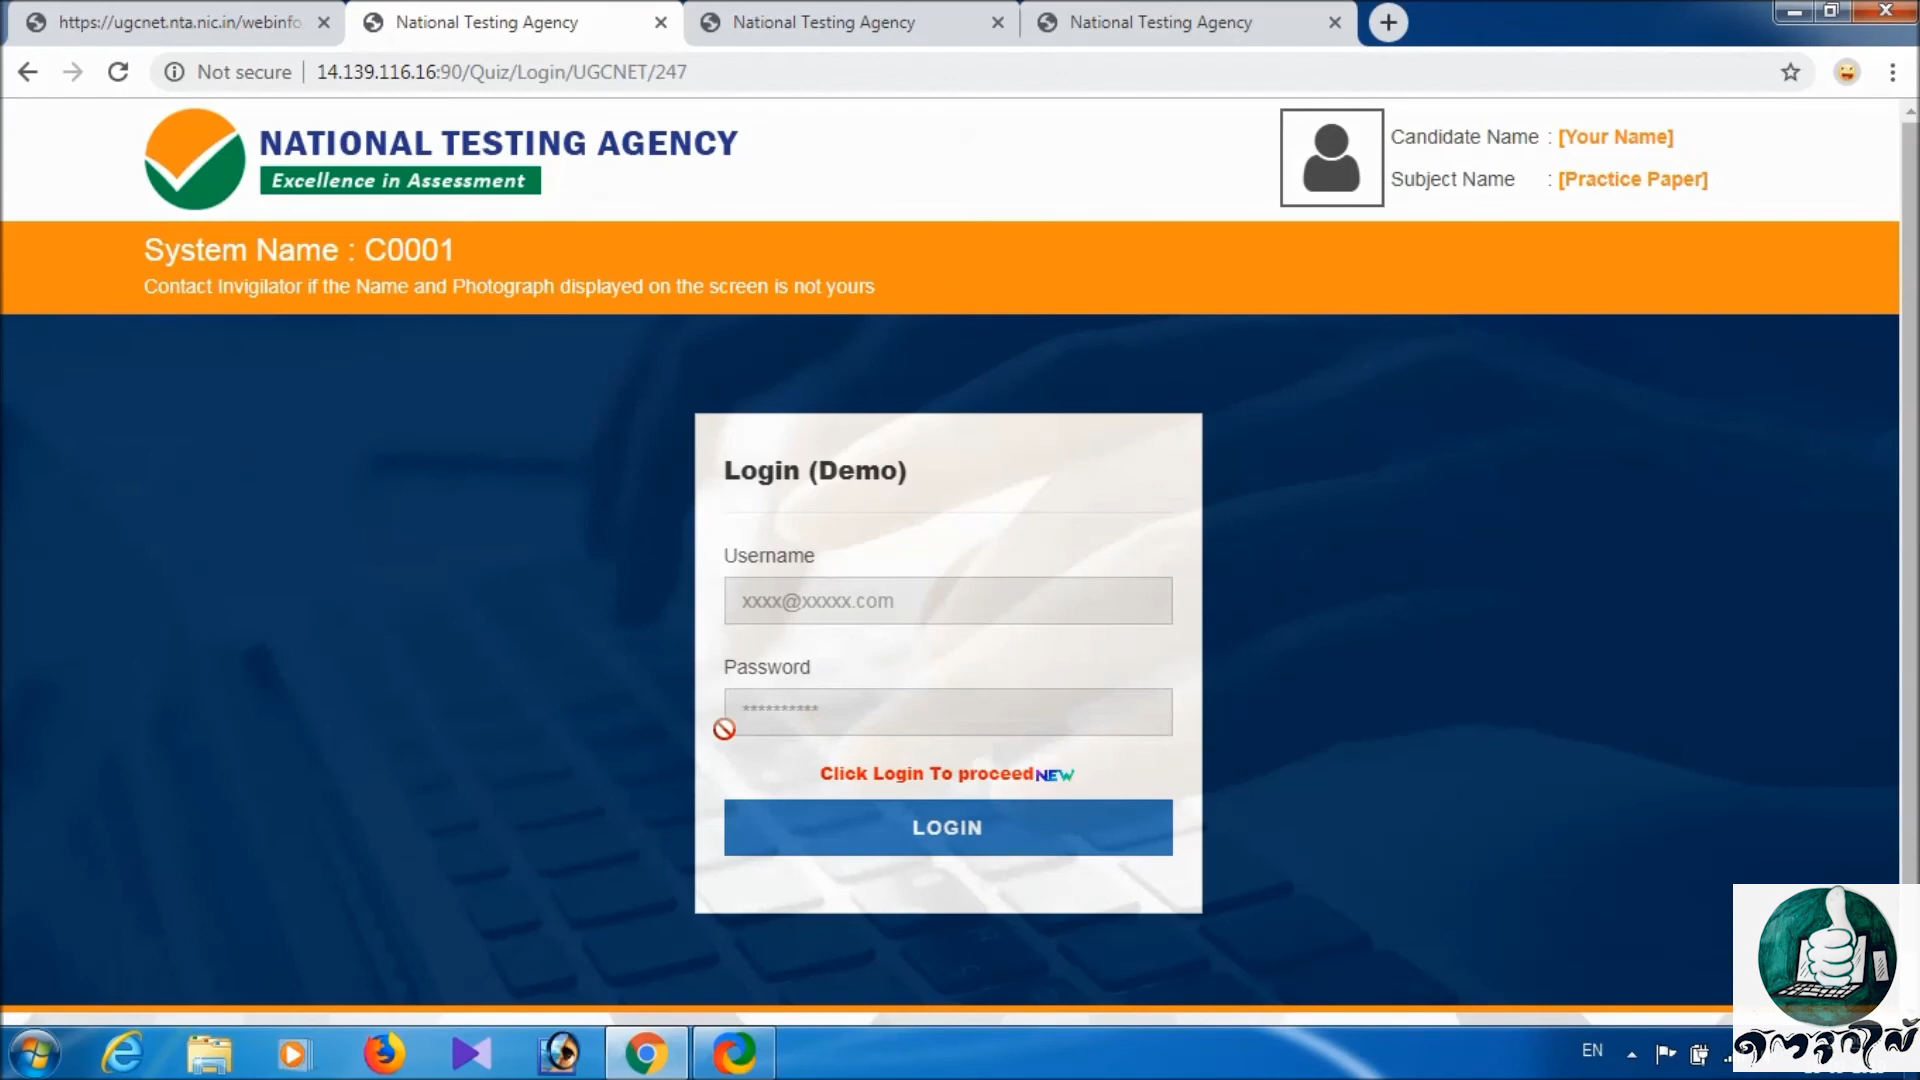 https://ugcnet.nta.nic.in/webinfo
National Testing Agency
National Testing Agency
National Testing Agency
Not secure
14.139.116.16:90/Quiz/Login/UGCNET/247
NATIONAL TESTING AGENCY
Excellence in Assessment
Candidate Name : [Your Name]
Subject Name : [Practice Paper]
System Name : C0001
Contact Invigilator if the Name and Photograph displayed on the screen is not yours
Login (Demo)
Username
xxxx@xxxxx.com
Password
**********
Click Login To proceed NEW
LOGIN
EN